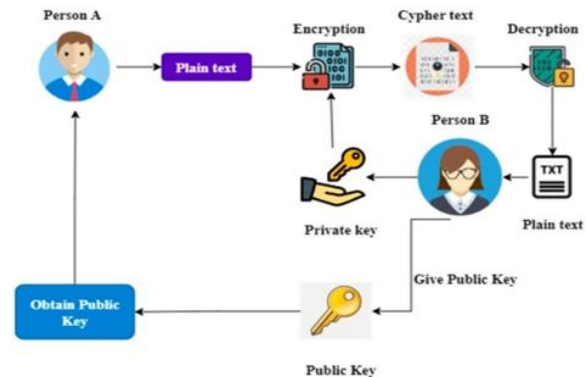 Person A
Encryption
Cypher text
Decryption
Plain text
Person B
TXT
Private key
Plain text
Give Public Key
Obtain Public
Key
Public Key